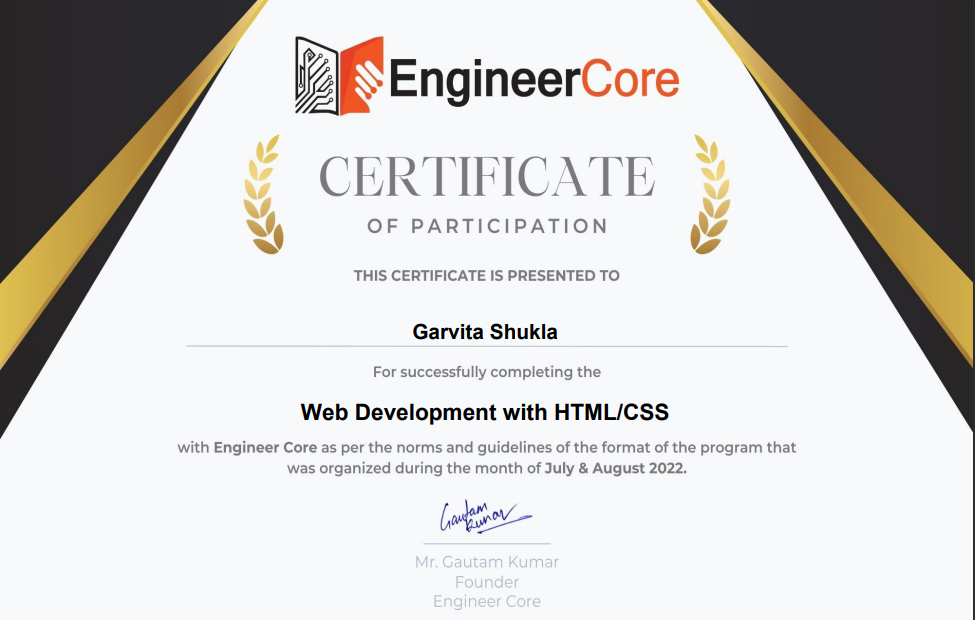 EngineerCore
CERTIFICATE
OF PARTICIPATION
THIS CERTIFICATE IS PRESENTED TO
Garvita Shukla
For successfully completing the
Web Development with HTML/CSS
with Engineer Core as per the norms and guidelines of the format of the program that
was organized during the month of July & August 2022.
Gautam
Kumar
Mr. Gautam Kumar
Founder
Engineer Core